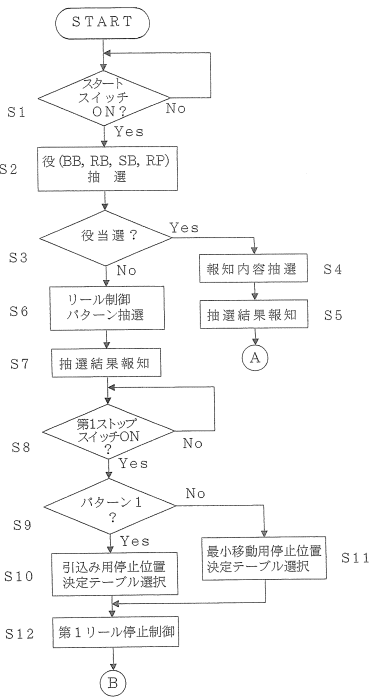 START
スタート
スイッチ
ON?
No
S1
Yes
S2
役(BB, RB, SB, RP)
抽 選
役当選?
Yes
S3
No
報知内容抽選
S4
リール制御
パターン抽選
S6
抽選結果報知
S5
S7
抽選結果報知
A
第1ストップ
スイッチON
?
No
S8
Yes
パターン1
?
No
S9
Yes
引込み用停止位置
決定テーブル選択
S10
最小移動用停止位置
決定テーブル選択
S11
S12
第1リール停止制御
B